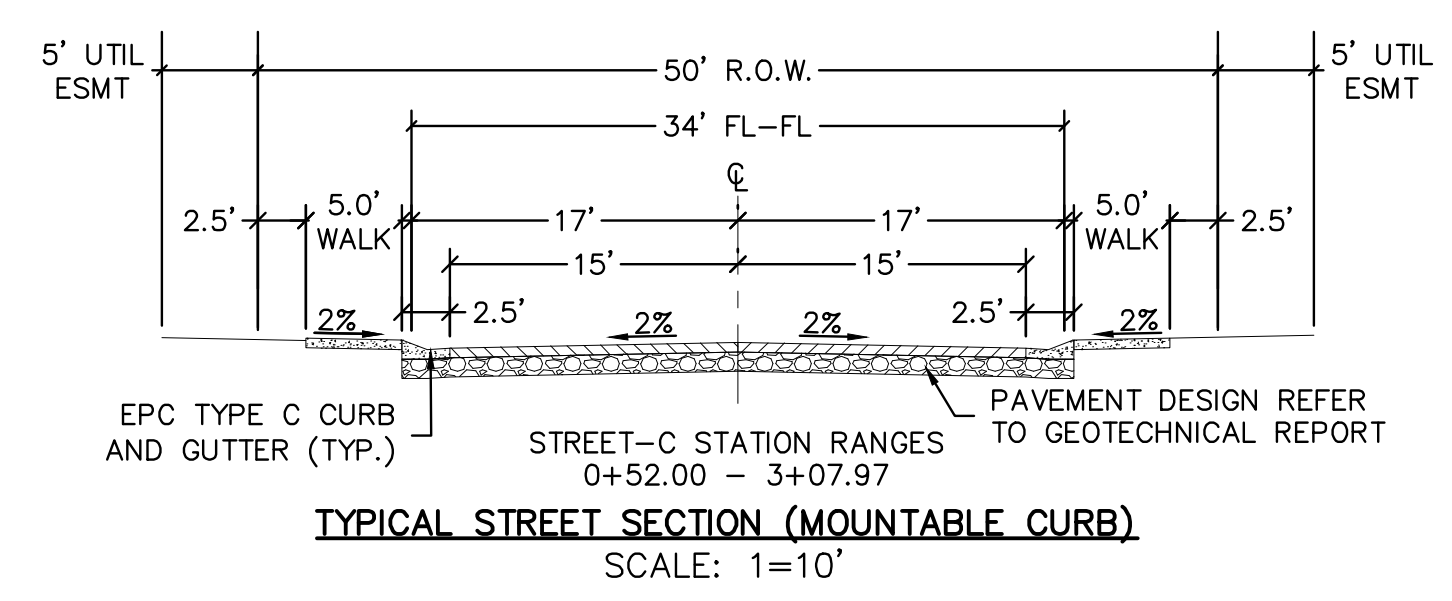 5' UTIL
ESMT
50' R.O.W.
5' UTIL
ESMT
34' FL-FL
℄
2.5'
5.0'
WALK
17'
17'
5.0'
WALK
2.5'
15'
15'
2.5'
2.5'
2%
2%
2%
2%
EPC TYPE C CURB
AND GUTTER (TYP.)
PAVEMENT DESIGN REFER
TO GEOTECHNICAL REPORT
STREET-C STATION RANGES
0+52.00 - 3+07.97
TYPICAL STREET SECTION (MOUNTABLE CURB)
SCALE: 1=10'